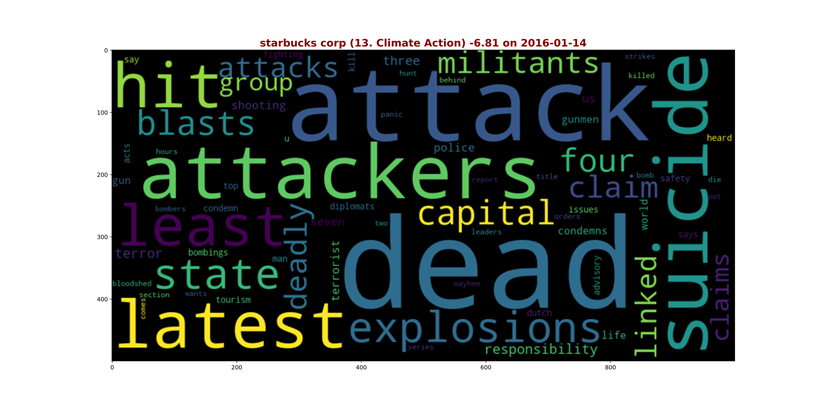 starbucks corp (13. Climate Action) -6.81 on 2016-01-14
0
100
200
300
400
0 200 400 600 800
say fighting kill three militants strikes
hit attacks hunt behind killed
group attack us suicide
shooting
blasts panic gunmen
u police heard
acts hours four
attackers bomb safety
gun top report title claim die
bombers condemn diplomats capital issues world pot
least deadly seven two orders
leaders condemns says
terror bombings dead
man terrorist linked claims
state advisory
bloodshed mayhem
section wants tourism
comes dutch
latest explosions life
series responsibility